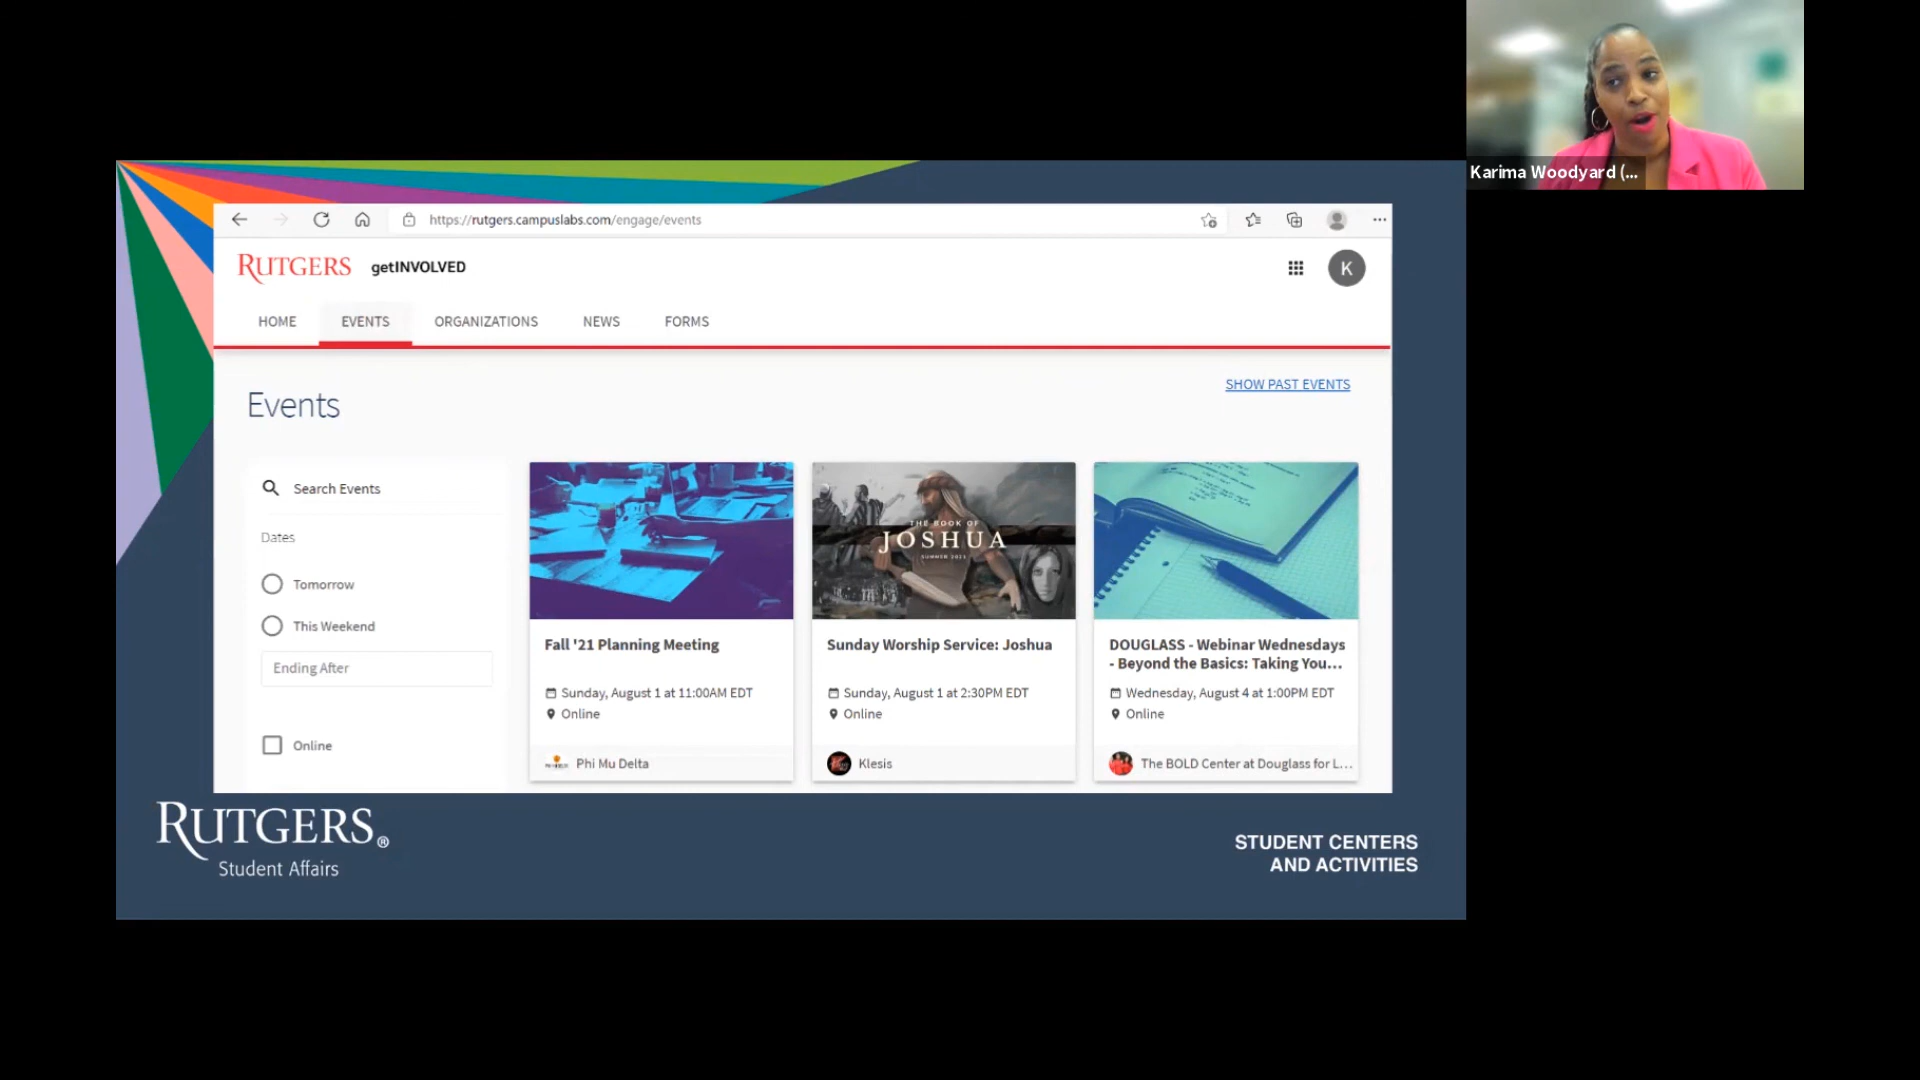 Karima Woodyard (...
https://rutgers.campuslabs.com/engage/events
RUTGERS getINVOLVED
K
HOME EVENTS ORGANIZATIONS NEWS FORMS
SHOW PAST EVENTS
Events
Search Events
Dates
Tomorrow
This Weekend
Ending After
Online
THE BOOK OF
JOSHUA
SUMMER 2021
Fall '21 Planning Meeting
Sunday, August 1 at 11:00AM EDT
Online
Phi Mu Delta
Sunday Worship Service: Joshua
Sunday, August 1 at 2:30PM EDT
Online
Klesis
DOUGLASS - Webinar Wednesdays
- Beyond the Basics: Taking You...
Wednesday, August 4 at 1:00PM EDT
Online
The BOLD Center at Douglass for L...
RUTGERS®
Student Affairs
STUDENT CENTERS
AND ACTIVITIES